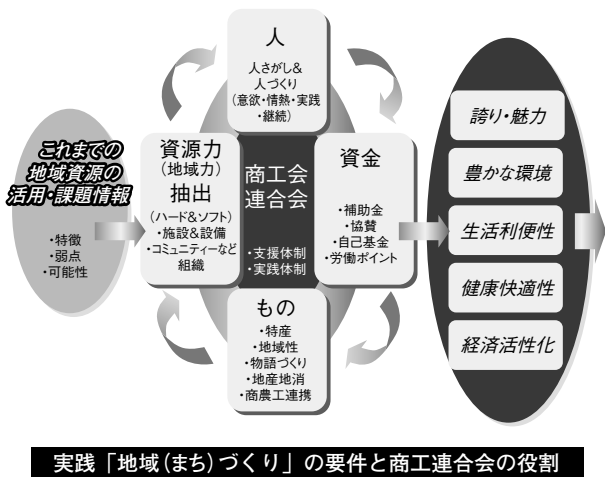 人
人さがし&
人づくり
(意欲・情熱・実践
・継続)
これまでの
地域資源の
活用・課題情報
・特徴
・弱点
・可能性
資源力
(地域力)
抽出
(ハード&ソフト)
・施設&設備
・コミュニティーなど
組織
商工会
連合会
・支援体制
・実践体制
資金
・補助金
・協賛
・自己基金
・労働ポイント
もの
・特産
・地域性
・物語づくり
・地産地消
・商農工連携
誇り・魅力
豊かな環境
生活利便性
健康快適性
経済活性化
実践「地域(まち)づくり」の要件と商工連合会の役割